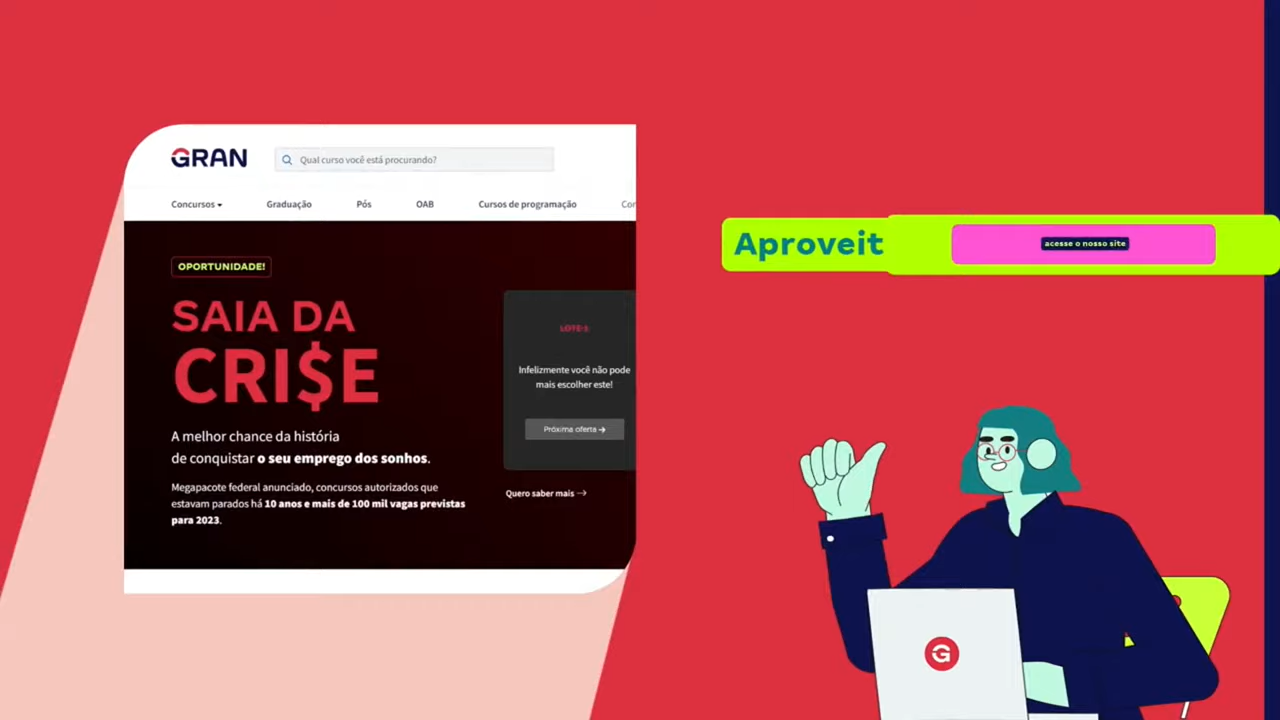 GRAN
Qual curso você está procurando?
Concursos
Graduação
Pós
OAB
Cursos de programação
Cor
OPORTUNIDADE!
SAIA DA
CRI$E
A melhor chance da história
de conquistar o seu emprego dos sonhos.
Megapacote federal anunciado, concursos autorizados que
estavam parados há 10 anos e mais de 100 mil vagas previstas
para 2023.
LOTE 1
Infelizmente você não pode
mais escolher este!
Próxima oferta →
Quero saber mais →
Aproveit
acesse o nosso site
G